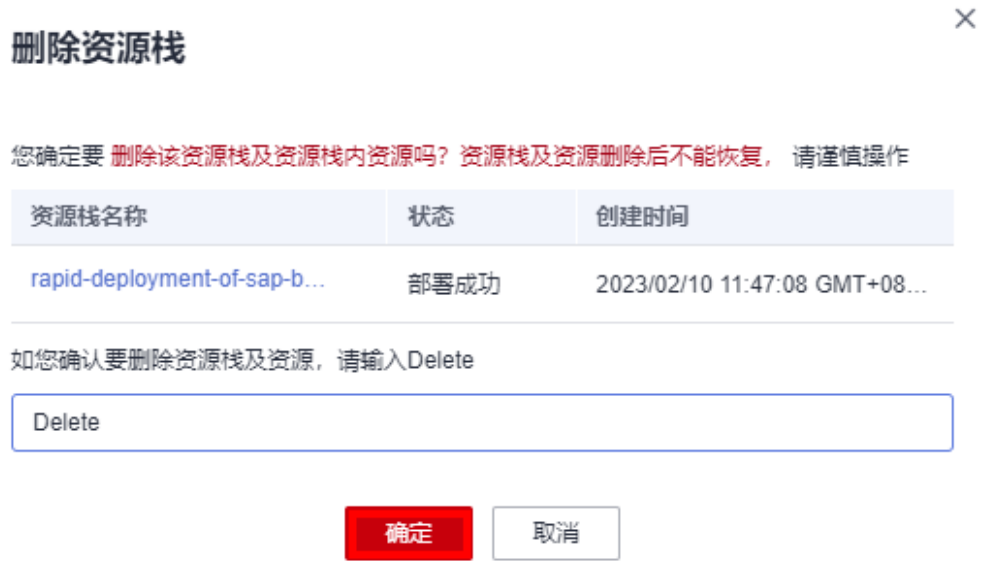 删除资源栈
您确定要 删除该资源栈及资源栈内资源吗？资源栈及资源删除后不能恢复， 请谨慎操作
资源栈名称 状态 创建时间
rapid-deployment-of-sap-b... 部署成功 2023/02/10 11:47:08 GMT+08...
如您确认要删除资源栈及资源，请输入Delete
Delete
确定 取消